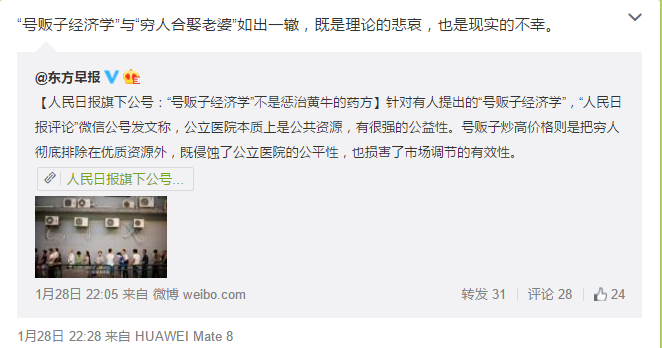 “号贩子经济学”与“穷人合娶老婆”如出一辙，既是理论的悲哀，也是现实的不幸。
@东方早报
【人民日报旗下公号：“号贩子经济学”不是惩治黄牛的药方】针对有人提出的“号贩子经济学”，“人民日
报评论”微信公号发文称，公立医院本质上是公共资源，有很强的公益性。号贩子炒高价格则是把穷人
彻底排除在优质资源外，既侵蚀了公立医院的公平性，也损害了市场调节的有效性。
人民日报旗下公号...
1月28日 22:05 来自 微博 weibo.com 转发 31 评论 28 24
1月28日 22:28 来自 HUAWEI Mate 8